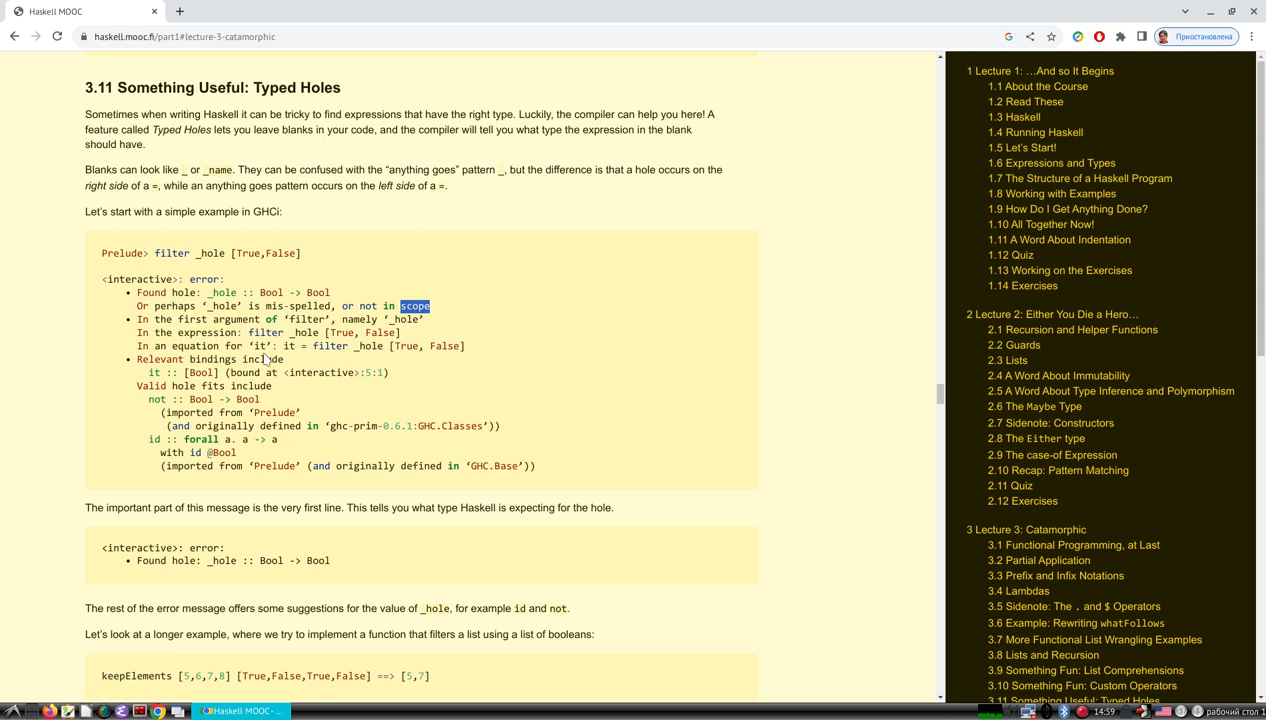 Haskell MOOC
haskell.mooc.fi/part1#lecture-3-catamorphic
Приостановлена
3.11 Something Useful: Typed Holes
Sometimes when writing Haskell it can be tricky to find expressions that have the right type. Luckily, the compiler can help you here! A
feature called Typed Holes lets you leave blanks in your code, and the compiler will tell you what type the expression in the blank
should have.
Blanks can look like _ or _name. They can be confused with the “anything goes” pattern _, but the difference is that a hole occurs on the
right side of a =, while an anything goes pattern occurs on the left side of a =.
Let’s start with a simple example in GHCi:
Prelude> filter _hole [True,False]
<interactive>: error:
• Found hole: _hole :: Bool -> Bool
Or perhaps ‘_hole’ is mis-spelled, or not in scope
• In the first argument of ‘filter’, namely ‘_hole’
In the expression: filter _hole [True, False]
In an equation for ‘it’: it = filter _hole [True, False]
• Relevant bindings include
it :: [Bool] (bound at <interactive>:5:1)
Valid hole fits include
not :: Bool -> Bool
(imported from ‘Prelude’
(and originally defined in ‘ghc-prim-0.6.1:GHC.Classes’))
id :: forall a. a -> a
with id @Bool
(imported from ‘Prelude’ (and originally defined in ‘GHC.Base’))
The important part of this message is the very first line. This tells you what type Haskell is expecting for the hole.
<interactive>: error:
• Found hole: _hole :: Bool -> Bool
The rest of the error message offers some suggestions for the value of _hole, for example id and not.
Let’s look at a longer example, where we try to implement a function that filters a list using a list of booleans:
keepElements [5,6,7,8] [True,False,True,False] ==> [5,7]
1 Lecture 1: …And so It Begins
1.1 About the Course
1.2 Read These
1.3 Haskell
1.4 Running Haskell
1.5 Let’s Start!
1.6 Expressions and Types
1.7 The Structure of a Haskell Program
1.8 Working with Examples
1.9 How Do I Get Anything Done?
1.10 All Together Now!
1.11 A Word About Indentation
1.12 Quiz
1.13 Working on the Exercises
1.14 Exercises
2 Lecture 2: Either You Die a Hero…
2.1 Recursion and Helper Functions
2.2 Guards
2.3 Lists
2.4 A Word About Immutability
2.5 A Word About Type Inference and Polymorphism
2.6 The Maybe Type
2.7 Sidenote: Constructors
2.8 The Either type
2.9 The case-of Expression
2.10 Recap: Pattern Matching
2.11 Quiz
2.12 Exercises
3 Lecture 3: Catamorphic
3.1 Functional Programming, at Last
3.2 Partial Application
3.3 Prefix and Infix Notations
3.4 Lambdas
3.5 Sidenote: The . and $ Operators
3.6 Example: Rewriting whatFollows
3.7 More Functional List Wrangling Examples
3.8 Lists and Recursion
3.9 Something Fun: List Comprehensions
3.10 Something Fun: Custom Operators
3.11 Something Useful: Typed Holes
Haskell MOOC - ...
14:59
рабочий стол 1